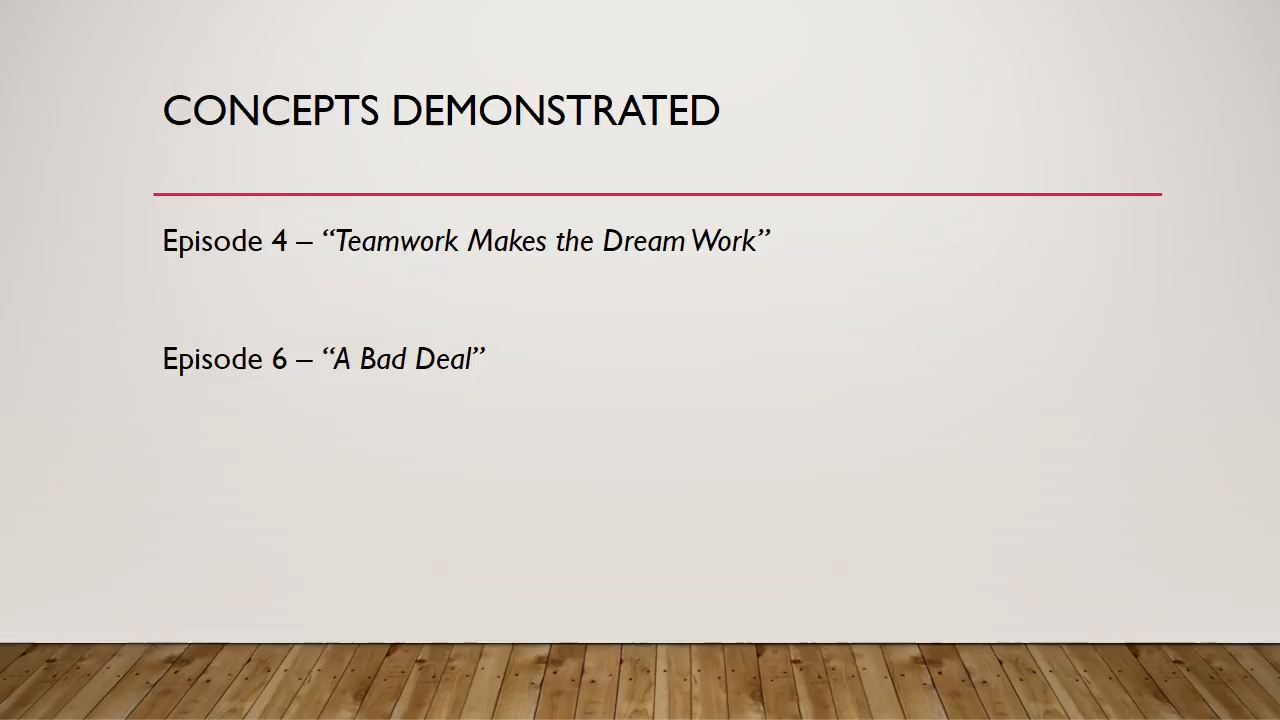 CONCEPTS DEMONSTRATED
Episode 4 – “Teamwork Makes the Dream Work”
Episode 6 – “A Bad Deal”